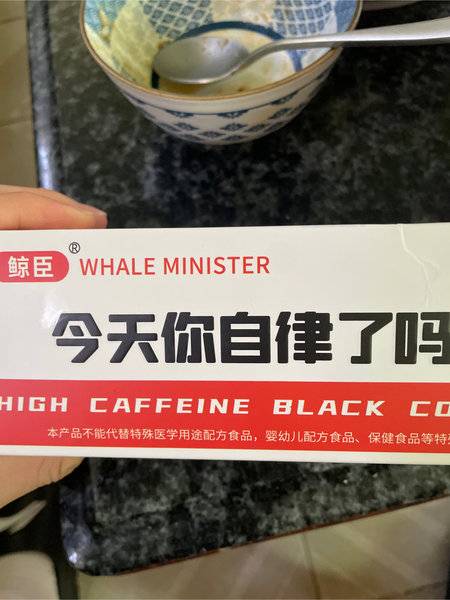 鲸臣® WHALE MINISTER
今天你自律了吗
HIGH CAFFEINE BLACK CO
本产品不能代替特殊医学用途配方食品，婴幼儿配方食品、保健食品等特殊